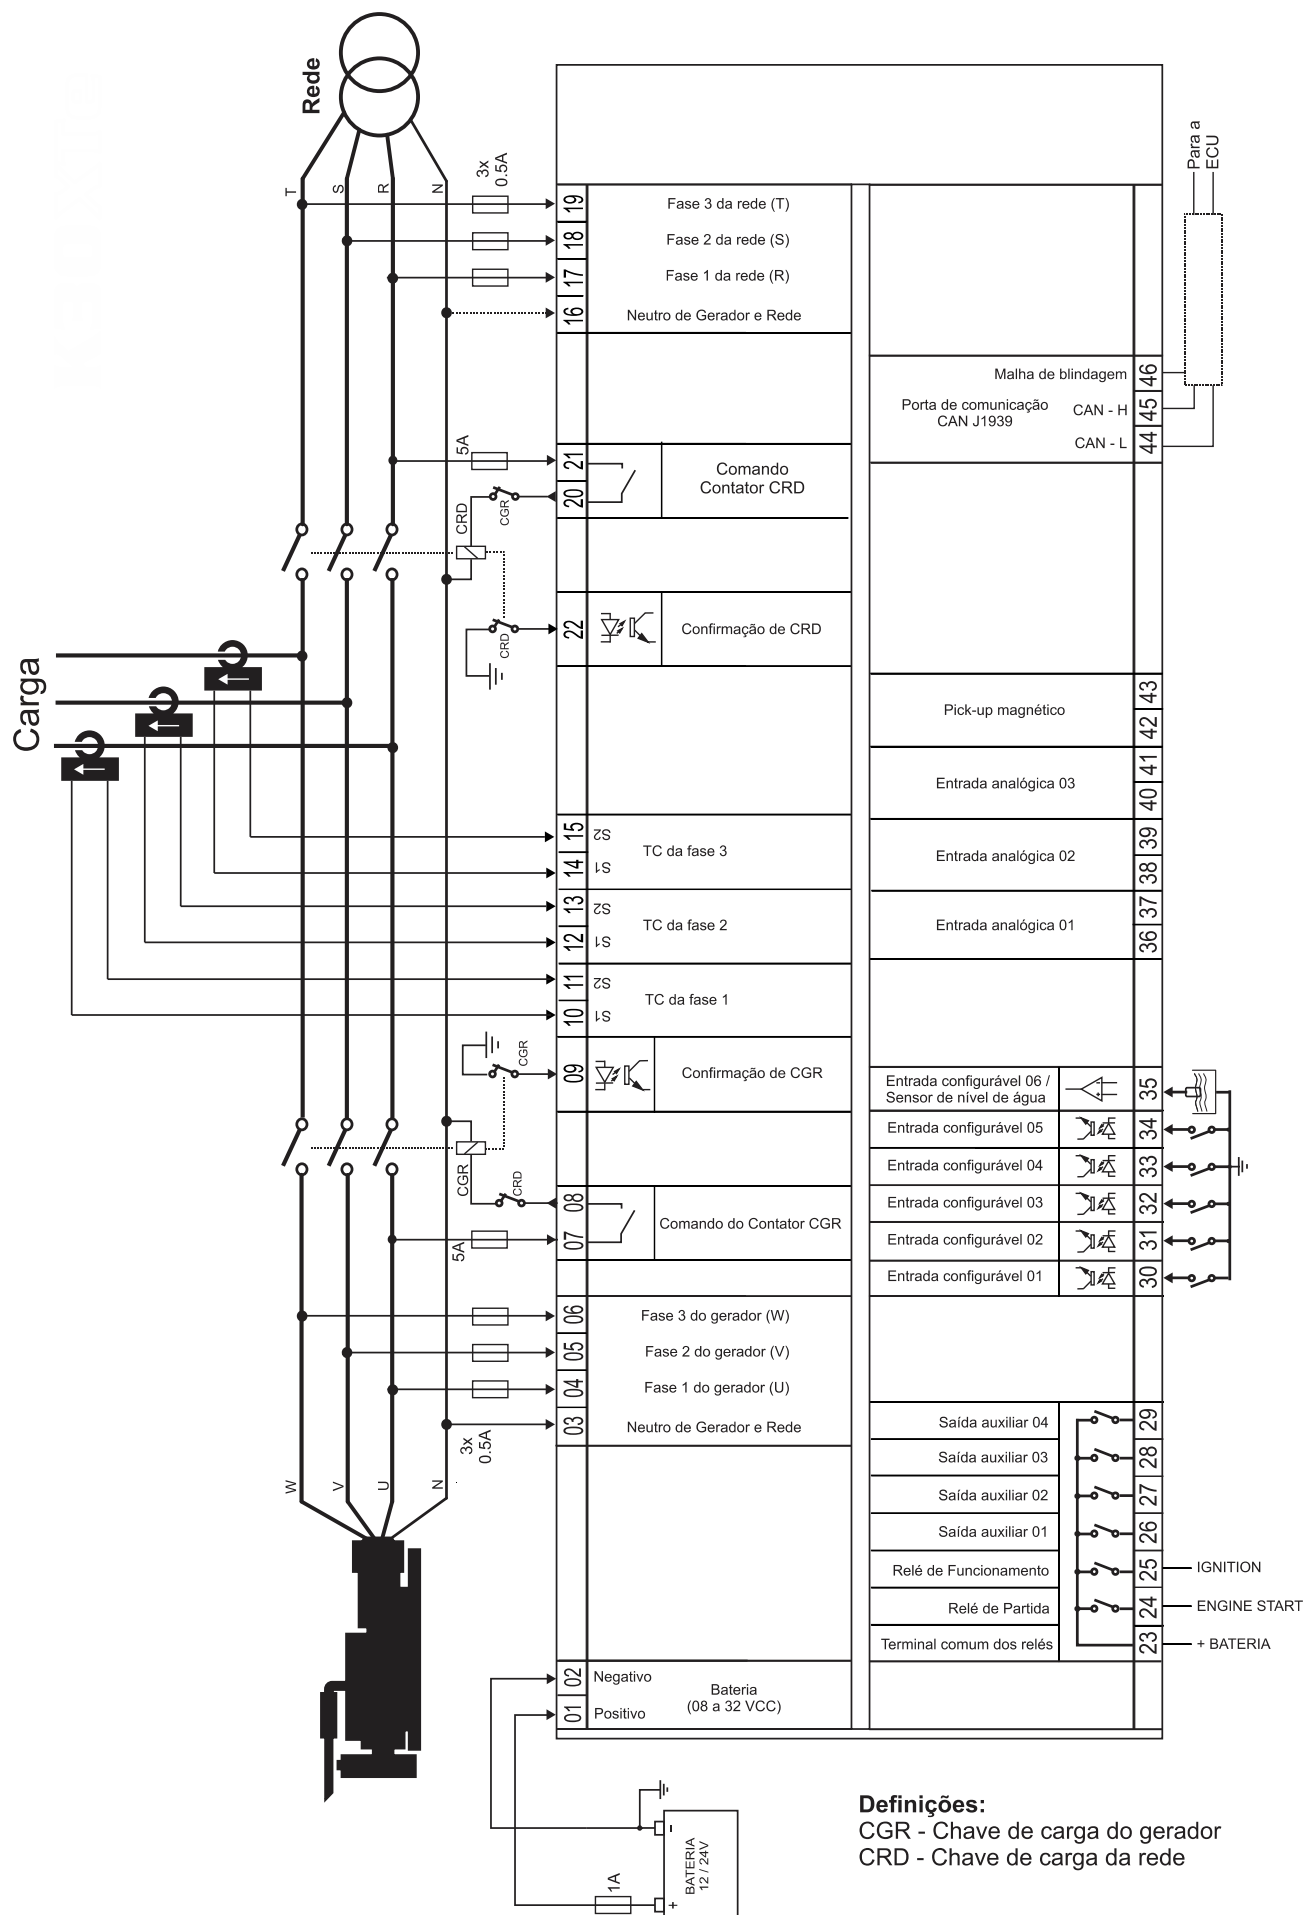 Rede
T
S
R
N
3x
0.5A
19
Fase 3 da rede (T)
18
Fase 2 da rede (S)
17
Fase 1 da rede (R)
16
Neutro de Gerador e Rede
Para a
ECU
Malha de blindagem
46
Porta de comunicação
CAN J1939
CAN - H
45
CAN - L
44
5A
21
20
Comando
Contator CRD
CRD
CGR
22
Confirmação de CRD
CRD
Carga
Pick-up magnético
43
42
Entrada analógica 03
41
40
Entrada analógica 02
39
38
Entrada analógica 01
37
36
15
S2
TC da fase 3
14
S1
13
S2
TC da fase 2
12
S1
11
S2
TC da fase 1
10
S1
CGR
09
Confirmação de CGR
CGR
CRD
08
07
Comando do Contator CGR
5A
Entrada configurável 06 /
Sensor de nível de água
35
Entrada configurável 05
34
Entrada configurável 04
33
Entrada configurável 03
32
Entrada configurável 02
31
Entrada configurável 01
30
06
Fase 3 do gerador (W)
05
Fase 2 do gerador (V)
04
Fase 1 do gerador (U)
03
Neutro de Gerador e Rede
3x
0.5A
W
V
U
N
Saída auxiliar 04
29
Saída auxiliar 03
28
Saída auxiliar 02
27
Saída auxiliar 01
26
Relé de Funcionamento
25
IGNITION
Relé de Partida
24
ENGINE START
Terminal comum dos relés
23
+ BATERIA
02
Negativo
Bateria
(08 a 32 VCC)
01
Positivo
-
BATERIA
12 / 24V
+
1A
Definições:
CGR - Chave de carga do gerador
CRD - Chave de carga da rede